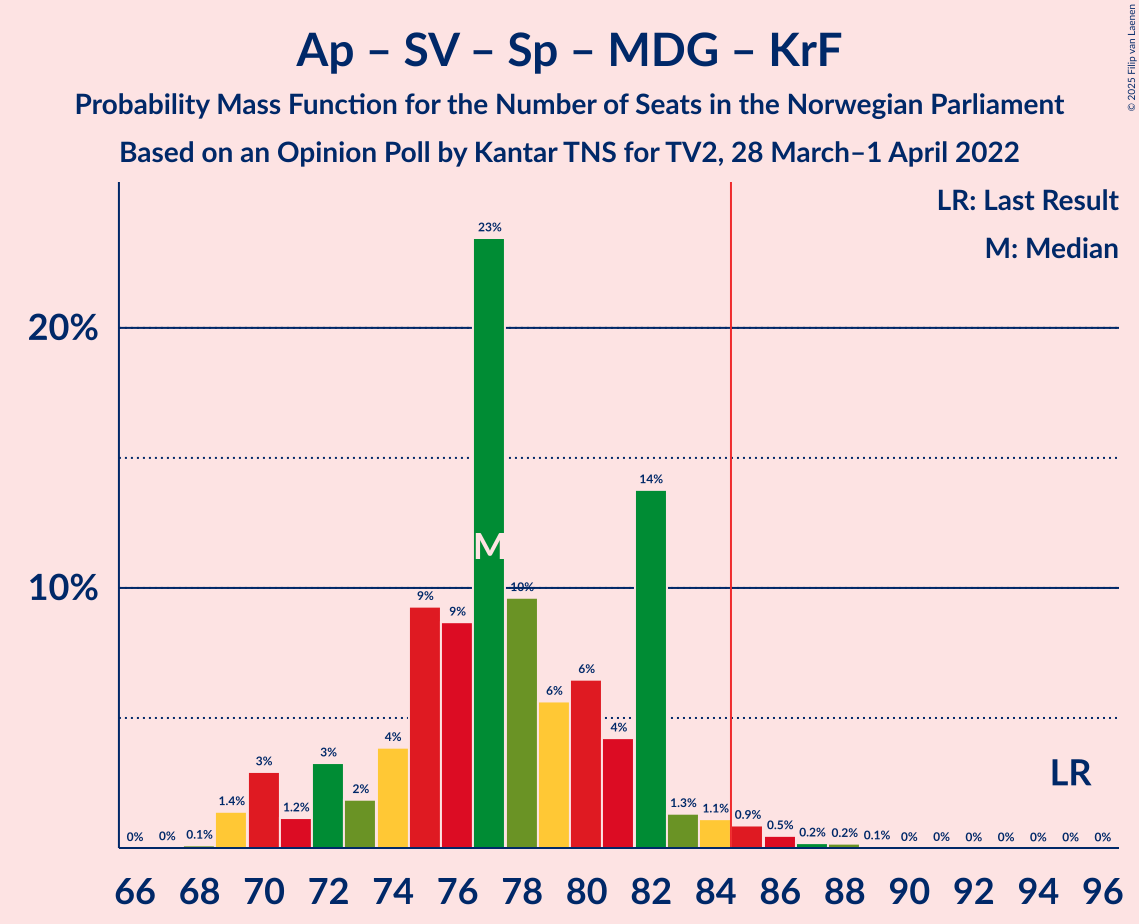 Ap – SV – Sp – MDG – KrF
Probability Mass Function for the Number of Seats in the Norwegian Parliament
Based on an Opinion Poll by Kantar TNS for TV2, 28 March–1 April 2022
© 2025 Filip van Laenen
LR: Last Result
M: Median
20%
10%
0% 0% 0.1% 1.4% 3% 1.2% 3% 2% 4% 9% 9% 23% 10% 6% 6% 4% 14% 1.3% 1.1% 0.9% 0.5% 0.2% 0.2% 0.1% 0% 0% 0% 0% 0% 0% 0%
M
LR
66 68 70 72 74 76 78 80 82 84 86 88 90 92 94 96